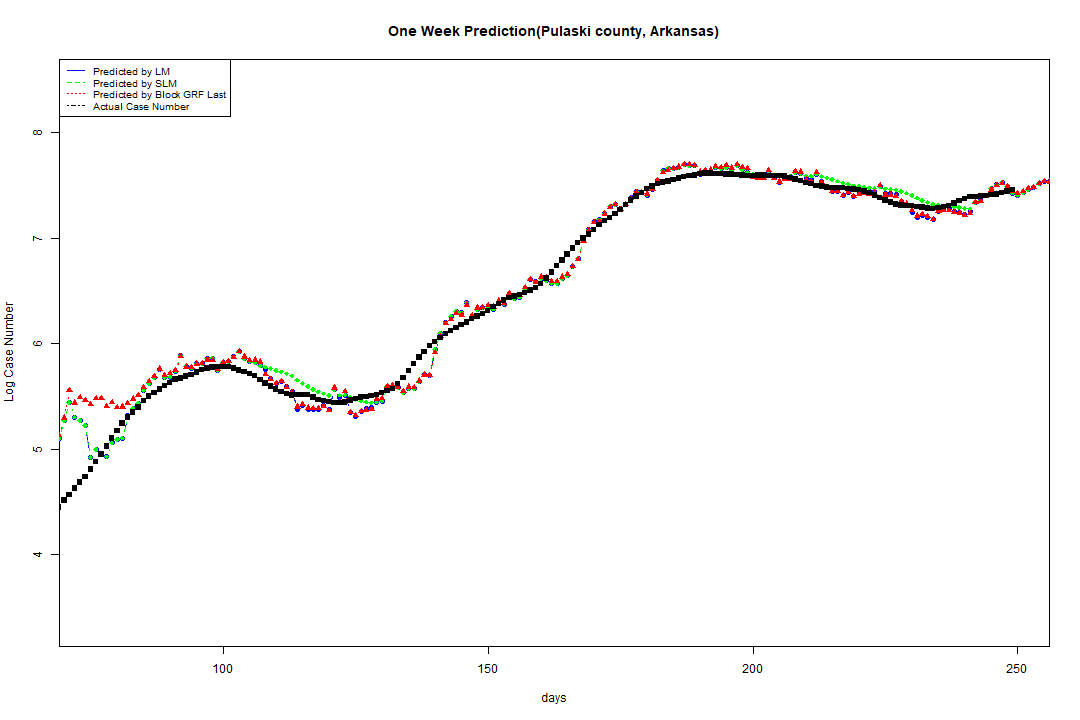 One Week Prediction(Pulaski county, Arkansas)
Predicted by LM
Predicted by SLM
Predicted by Block GRF Last
Actual Case Number
8
7
6
5
4
Log Case Number
100 150 200 250
days